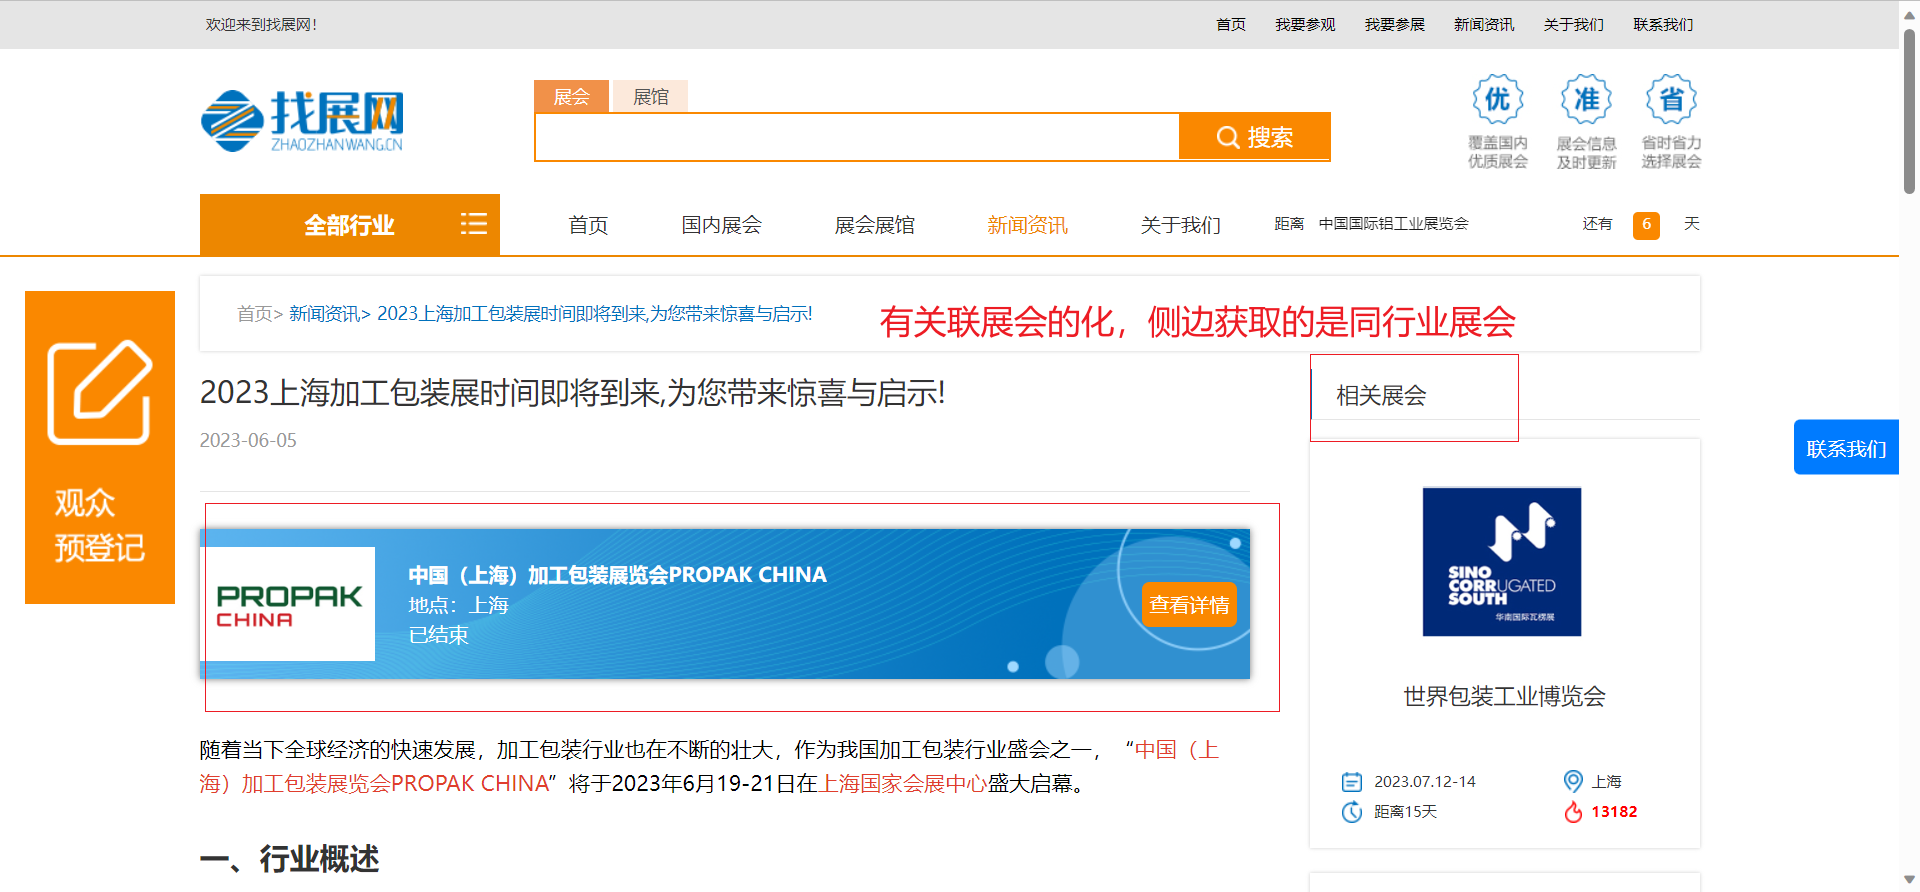 欢迎来到找展网！
首页 我要参观 我要参展 新闻资讯 关于我们 联系我们
找展网
ZHAOZHANWANG.CN
展会 展馆
搜索
优 准 省
覆盖国内 展会信息 省时省力
优质展会 及时更新 选择展会
全部行业
首页 国内展会 展会展馆 新闻资讯 关于我们 距离 中国国际铝工业展览会 还有 6 天
首页> 新闻资讯> 2023上海加工包装展时间即将到来,为您带来惊喜与启示!
有关联展会的化，侧边获取的是同行业展会
2023上海加工包装展时间即将到来,为您带来惊喜与启示!
2023-06-05
相关展会
联系我们
观众
预登记
PROPAK
CHINA
中国（上海）加工包装展览会PROPAK CHINA
地点：上海
已结束
查看详情
SINO
CORRUGATED
SOUTH
华南国际瓦楞展
世界包装工业博览会
2023.07.12-14 上海
距离15天 13182
随着当下全球经济的快速发展，加工包装行业也在不断的壮大，作为我国加工包装行业盛会之一，“中国（上
海）加工包装展览会PROPAK CHINA”将于2023年6月19-21日在上海国家会展中心盛大启幕。
一、行业概述